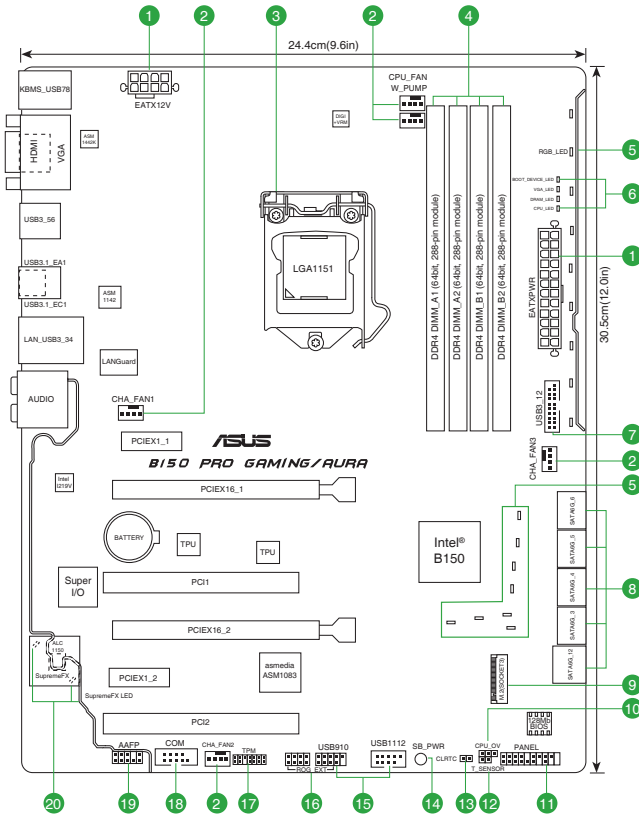 1
2
3
2
4
24.4cm(9.6in)
KBMS_USB78
EATX12V
CPU_FAN
W_PUMP
DIGI
+VRM
ASM
1442K
HDMI
VGA
RGB_LED
5
BOOT_DEVICE_LED
VGA_LED
DRAM_LED
CPU_LED
6
USB3_56
LGA1151
DDR4 DIMM_A1 (64bit, 288-pin module)
DDR4 DIMM_A2 (64bit, 288-pin module)
DDR4 DIMM_B1 (64bit, 288-pin module)
DDR4 DIMM_B2 (64bit, 288-pin module)
EATXPWR
1
30.5cm(12.0in)
USB3.1_EA1
USB3.1_EC1
ASM
1142
LAN_USB3_34
LANGuard
AUDIO
CHA_FAN1
USB3_12
7
PCIEX1_1
ASUS
B150 PRO GAMING/AURA
CHA_FAN3
2
Intel
I219V
PCIEX16_1
5
BATTERY
TPU
TPU
Intel®
B150
SATA6G_6
SATA6G_5
SATA6G_4
SATA6G_3
SATA6G_12
8
Super
I/O
PCI1
PCIEX16_2
ALC
1150
SupremeFX
SupremeFX LED
PCIEX1_2
asmedia
ASM1083
M.2(SOCKET3)
9
10
PCI2
128Mb
BIOS
AAFP
COM
CHA_FAN2
TPM
ROG_EXT
USB910
USB1112
SB_PWR
CLRTC
CPU_OV
T_SENSOR
PANEL
20
19
18
2
17
16
15
14
13
12
11